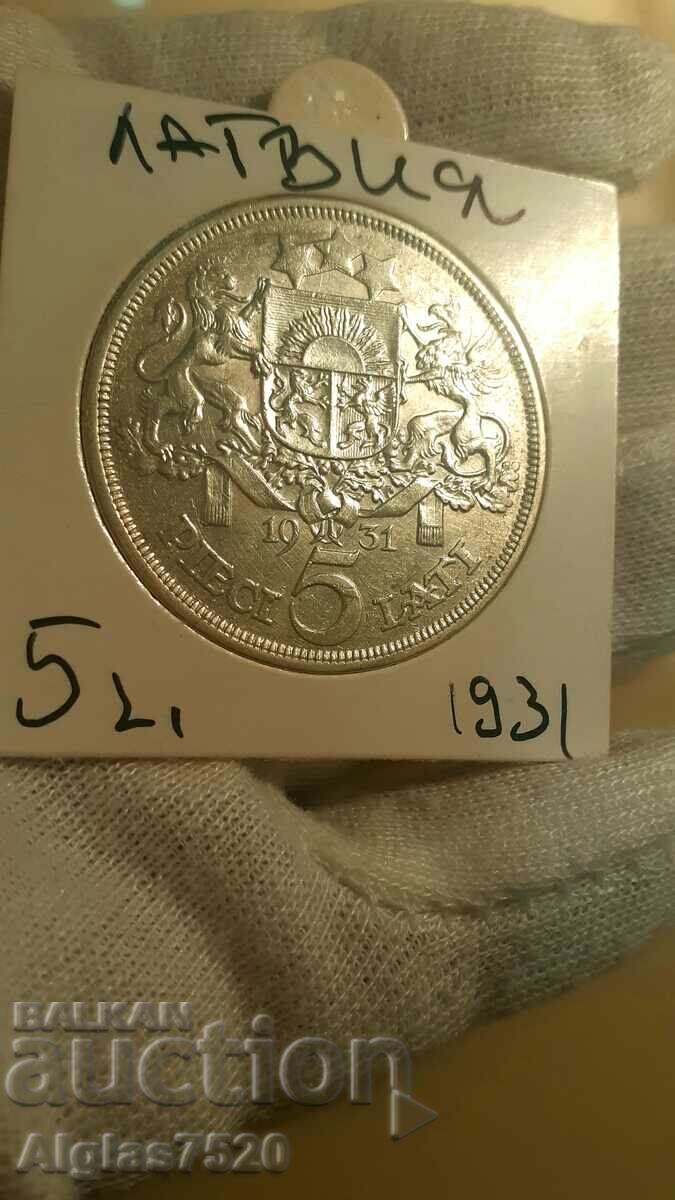 ЛАТВИЯ
19 31
PIECI 5 LATI
5 L. 1931
BALKAN
auction
Alglas7520